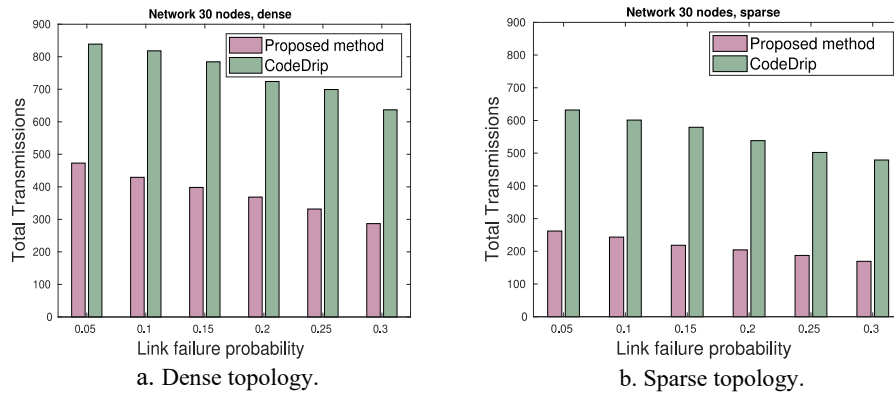 Network 30 nodes, dense
Total Transmissions
900
800
700
600
500
400
300
200
100
0
Proposed method
CodeDrip
0.05 0.1 0.15 0.2 0.25 0.3
Link failure probability
a. Dense topology.
Network 30 nodes, sparse
Total Transmissions
900
800
700
600
500
400
300
200
100
0
Proposed method
CodeDrip
0.05 0.1 0.15 0.2 0.25 0.3
Link failure probability
b. Sparse topology.